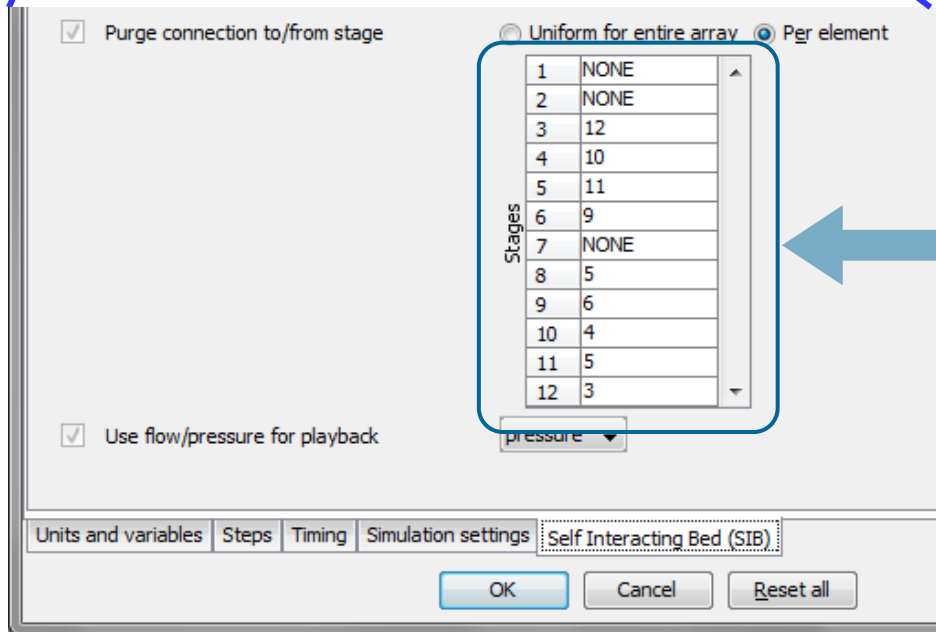 Purge connection to/from stage Uniform for entire array Per element
1 NONE
2 NONE
3 12
4 10
5 11
6 9
7 NONE
8 5
9 6
10 4
11 5
12 3
Stages
Use flow/pressure for playback pressure
Units and variables Steps Timing Simulation settings Self Interacting Bed (SIB)
OK Cancel Reset all